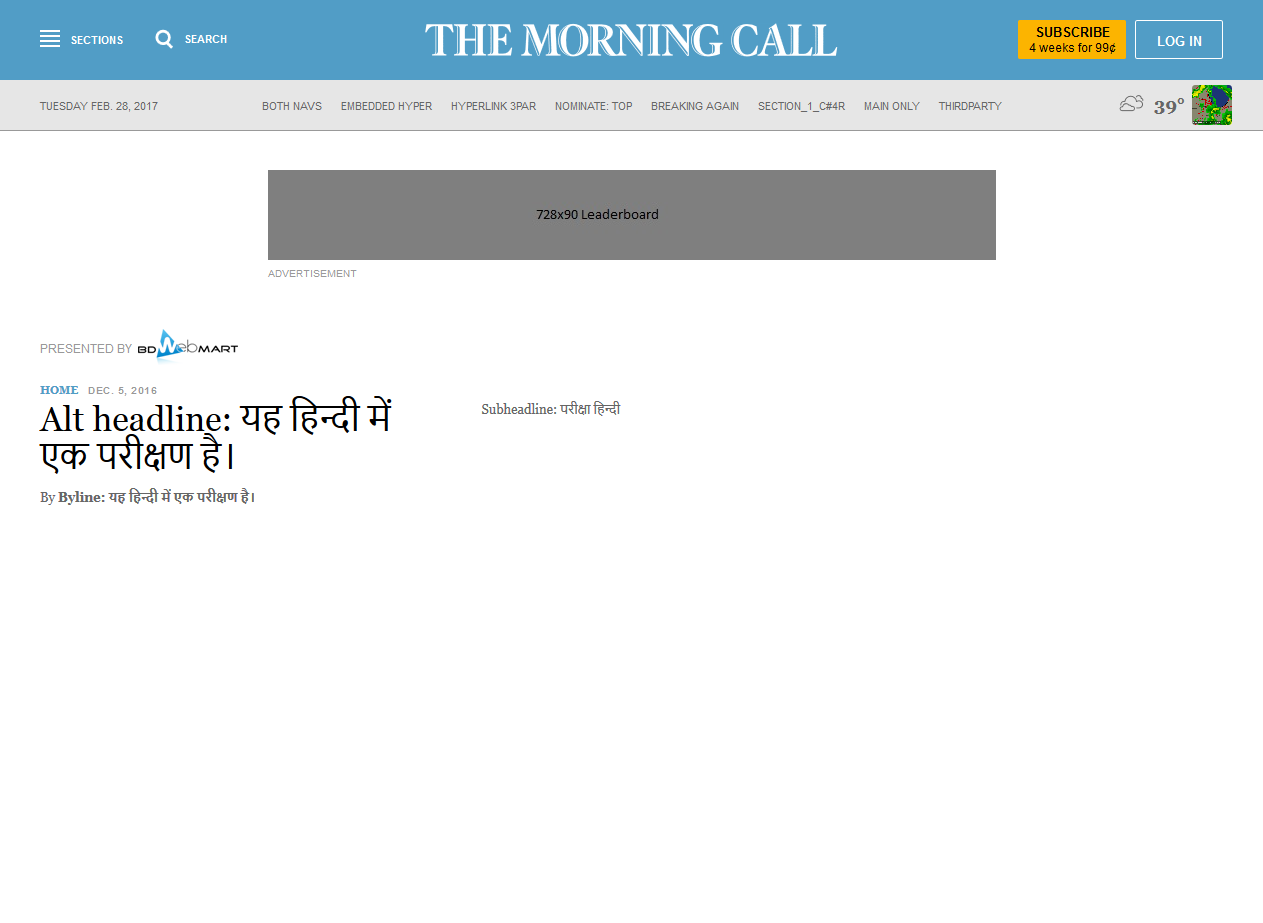 SECTIONS
SEARCH
THE MORNING CALL
SUBSCRIBE
4 weeks for 99¢
LOG IN
TUESDAY FEB. 28, 2017
BOTH NAVS EMBEDDED HYPER HYPERLINK 3PAR NOMINATE: TOP BREAKING AGAIN SECTION_1_C#4R MAIN ONLY THIRDPARTY
39°
728x90 Leaderboard
ADVERTISEMENT
PRESENTED BY BDWebMART
HOME DEC. 5, 2016
Alt headline: यह हिन्दी में
एक परीक्षण है।
Subheadline: परीक्षा हिन्दी
By Byline: यह हिन्दी में एक परीक्षण है।